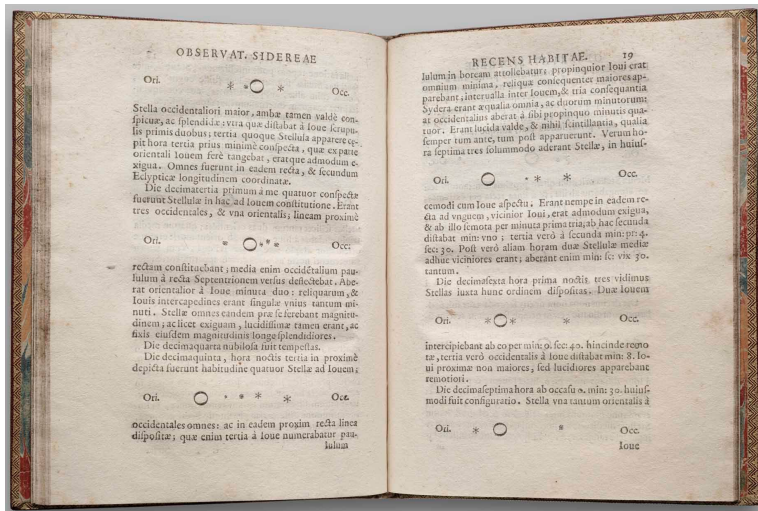 OBSERVAT. SIDEREAE
Ori. * *O * Occ.
Stella occidentaliori maior, ambæ tamen valdè con-
spicuæ, ac splendidæ: vtra quæ distabat à Ioue scrupu-
lis primis duobus; tertia quoque Stellula apparere cę-
pit hora tertia prius minimè conspecta, quæ ex parte
orientali Iouem ferè tangebat, eratque admodum e-
xigua. Omnes fuerunt in eadem recta, & secundum
Eclypticæ longitudinem coordinatæ.
Die decimatertia primum à me quatuor conspectæ
fuerunt Stellulæ in hac ad Iouem constitutione. Erant
tres occidentales, & vna orientalis; lineam proximè
Ori. * O*** Occ:
rectam constituebant; media enim occidētalium pau-
lulum à recta Septentrionem versus deflectebat. Abe-
rat orientalior à Ioue minuta duo: reliquarum, &
Iouis intercapedines erant singulæ vnius tantum mi-
nuti. Stellæ omnes eandem præ se ferebant magnitu-
dinem; ac licet exiguam, lucidissimæ tamen erant, ac
fixis eiusdem magnitudinis longe splendidiores.
Die decimaquarta nubilosa fuit tempestas.
Die decimaquinta, hora noctis tertia in proximè
depicta fuerunt habitudine quatuor Stellæ ad Iouem;
Ori. O * * * * Occ.
occidentales omnes: ac in eadem proxim recta linea
dispositæ; quæ enim tertia à Ioue numerabatur pau-
lulum
RECENS HABITAE. 19
lulum in boream attollebatur; propinquior Ioui erat
omnium minima, reliquæ consequenter maiores ap-
parebant; interualla inter Iouem, & tria consequentia
Sydera erant æqualia omnia, ac duorum minutorum:
at occidentalius aberat à sibi propinquo minutis qua-
tuor. Erant lucida valde, & nihil scintillantia, qualia
semper tum ante, tum post apparuerunt. Verum ho-
ra septima tres solummodo aderant Stellæ, in huius-
Ori. O * * * Occ.
cemodi cum Ioue aspectu. Erant nempe in eadem re-
cta ad vnguem, vicinior Ioui, erat admodum exigua,
& ab illo semota per minuta prima tria; ab hac secunda
distabat min: vno; tertia verò à secunda min: pr: 4.
sec: 30. Post verò aliam horam duæ Stellulæ mediæ
adhuc viciniores erant; aberant enim min: sc: vix 30.
tantum.
Die decimasexta hora prima noctis tres vidimus
Stellas iuxta hunc ordinem dispositas. Duæ Iouem
Ori. *O* * Occ.
intercipiebant ab eo per min: 0. sec: 40. hinc inde remo
tæ, tertia verò occidentalis à Ioue distabat min: 8. Io-
ui proximæ non maiores, sed lucidiores apparebant
remotiori.
Die decimaseptima hora ab occasu 0. min: 30. huius-
modi fuit configuratio. Stella vna tantum orientalis à
Ori. * O * Occ.
Ioue